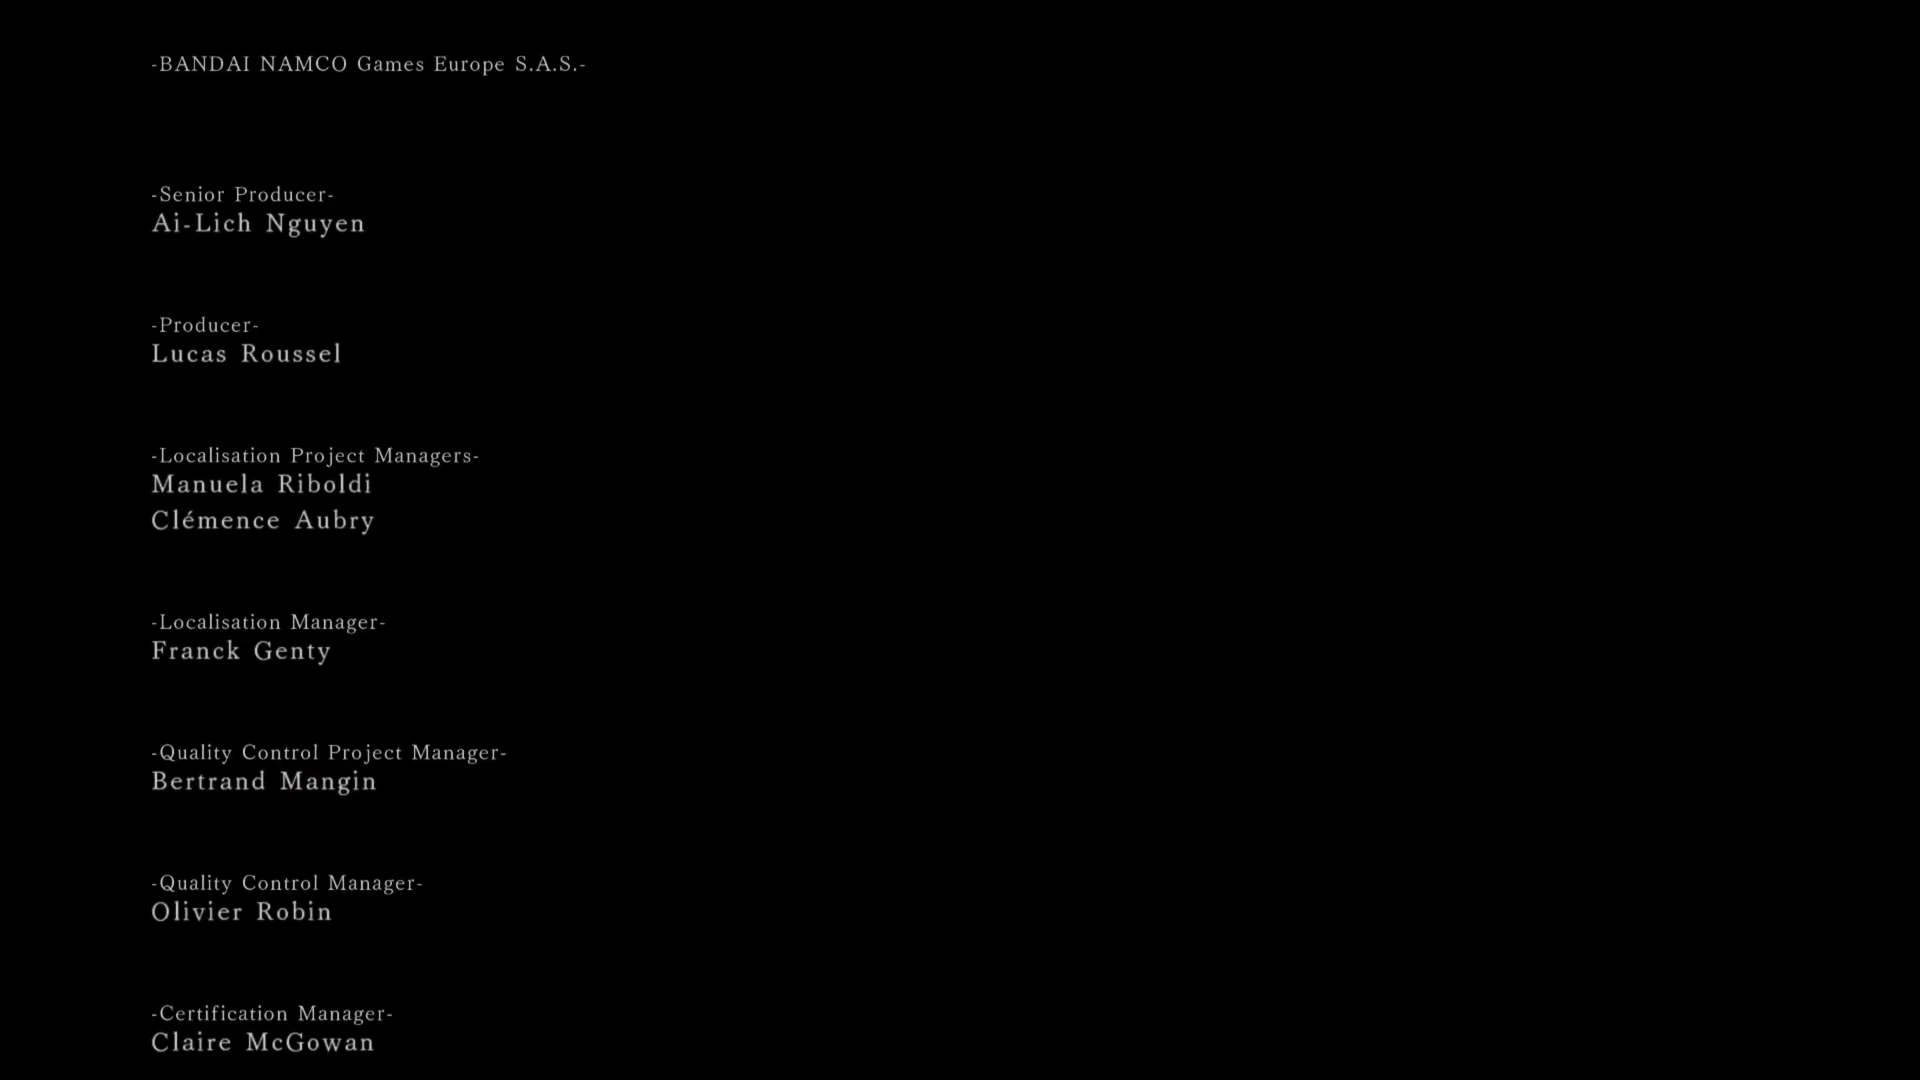 -BANDAI NAMCO Games Europe S.A.S.-
-Senior Producer-
Ai-Lich Nguyen
-Producer-
Lucas Roussel
-Localisation Project Managers-
Manuela Riboldi
Clémence Aubry
-Localisation Manager-
Franck Genty
-Quality Control Project Manager-
Bertrand Mangin
-Quality Control Manager-
Olivier Robin
-Certification Manager-
Claire McGowan